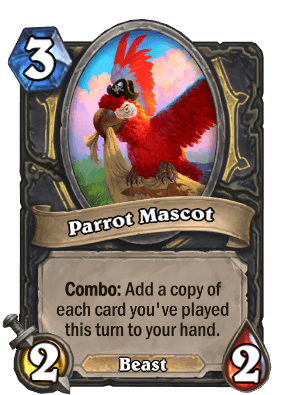 3
Parrot Mascot
Combo: Add a copy of
each card you've played
this turn to your hand.
2
Beast
2